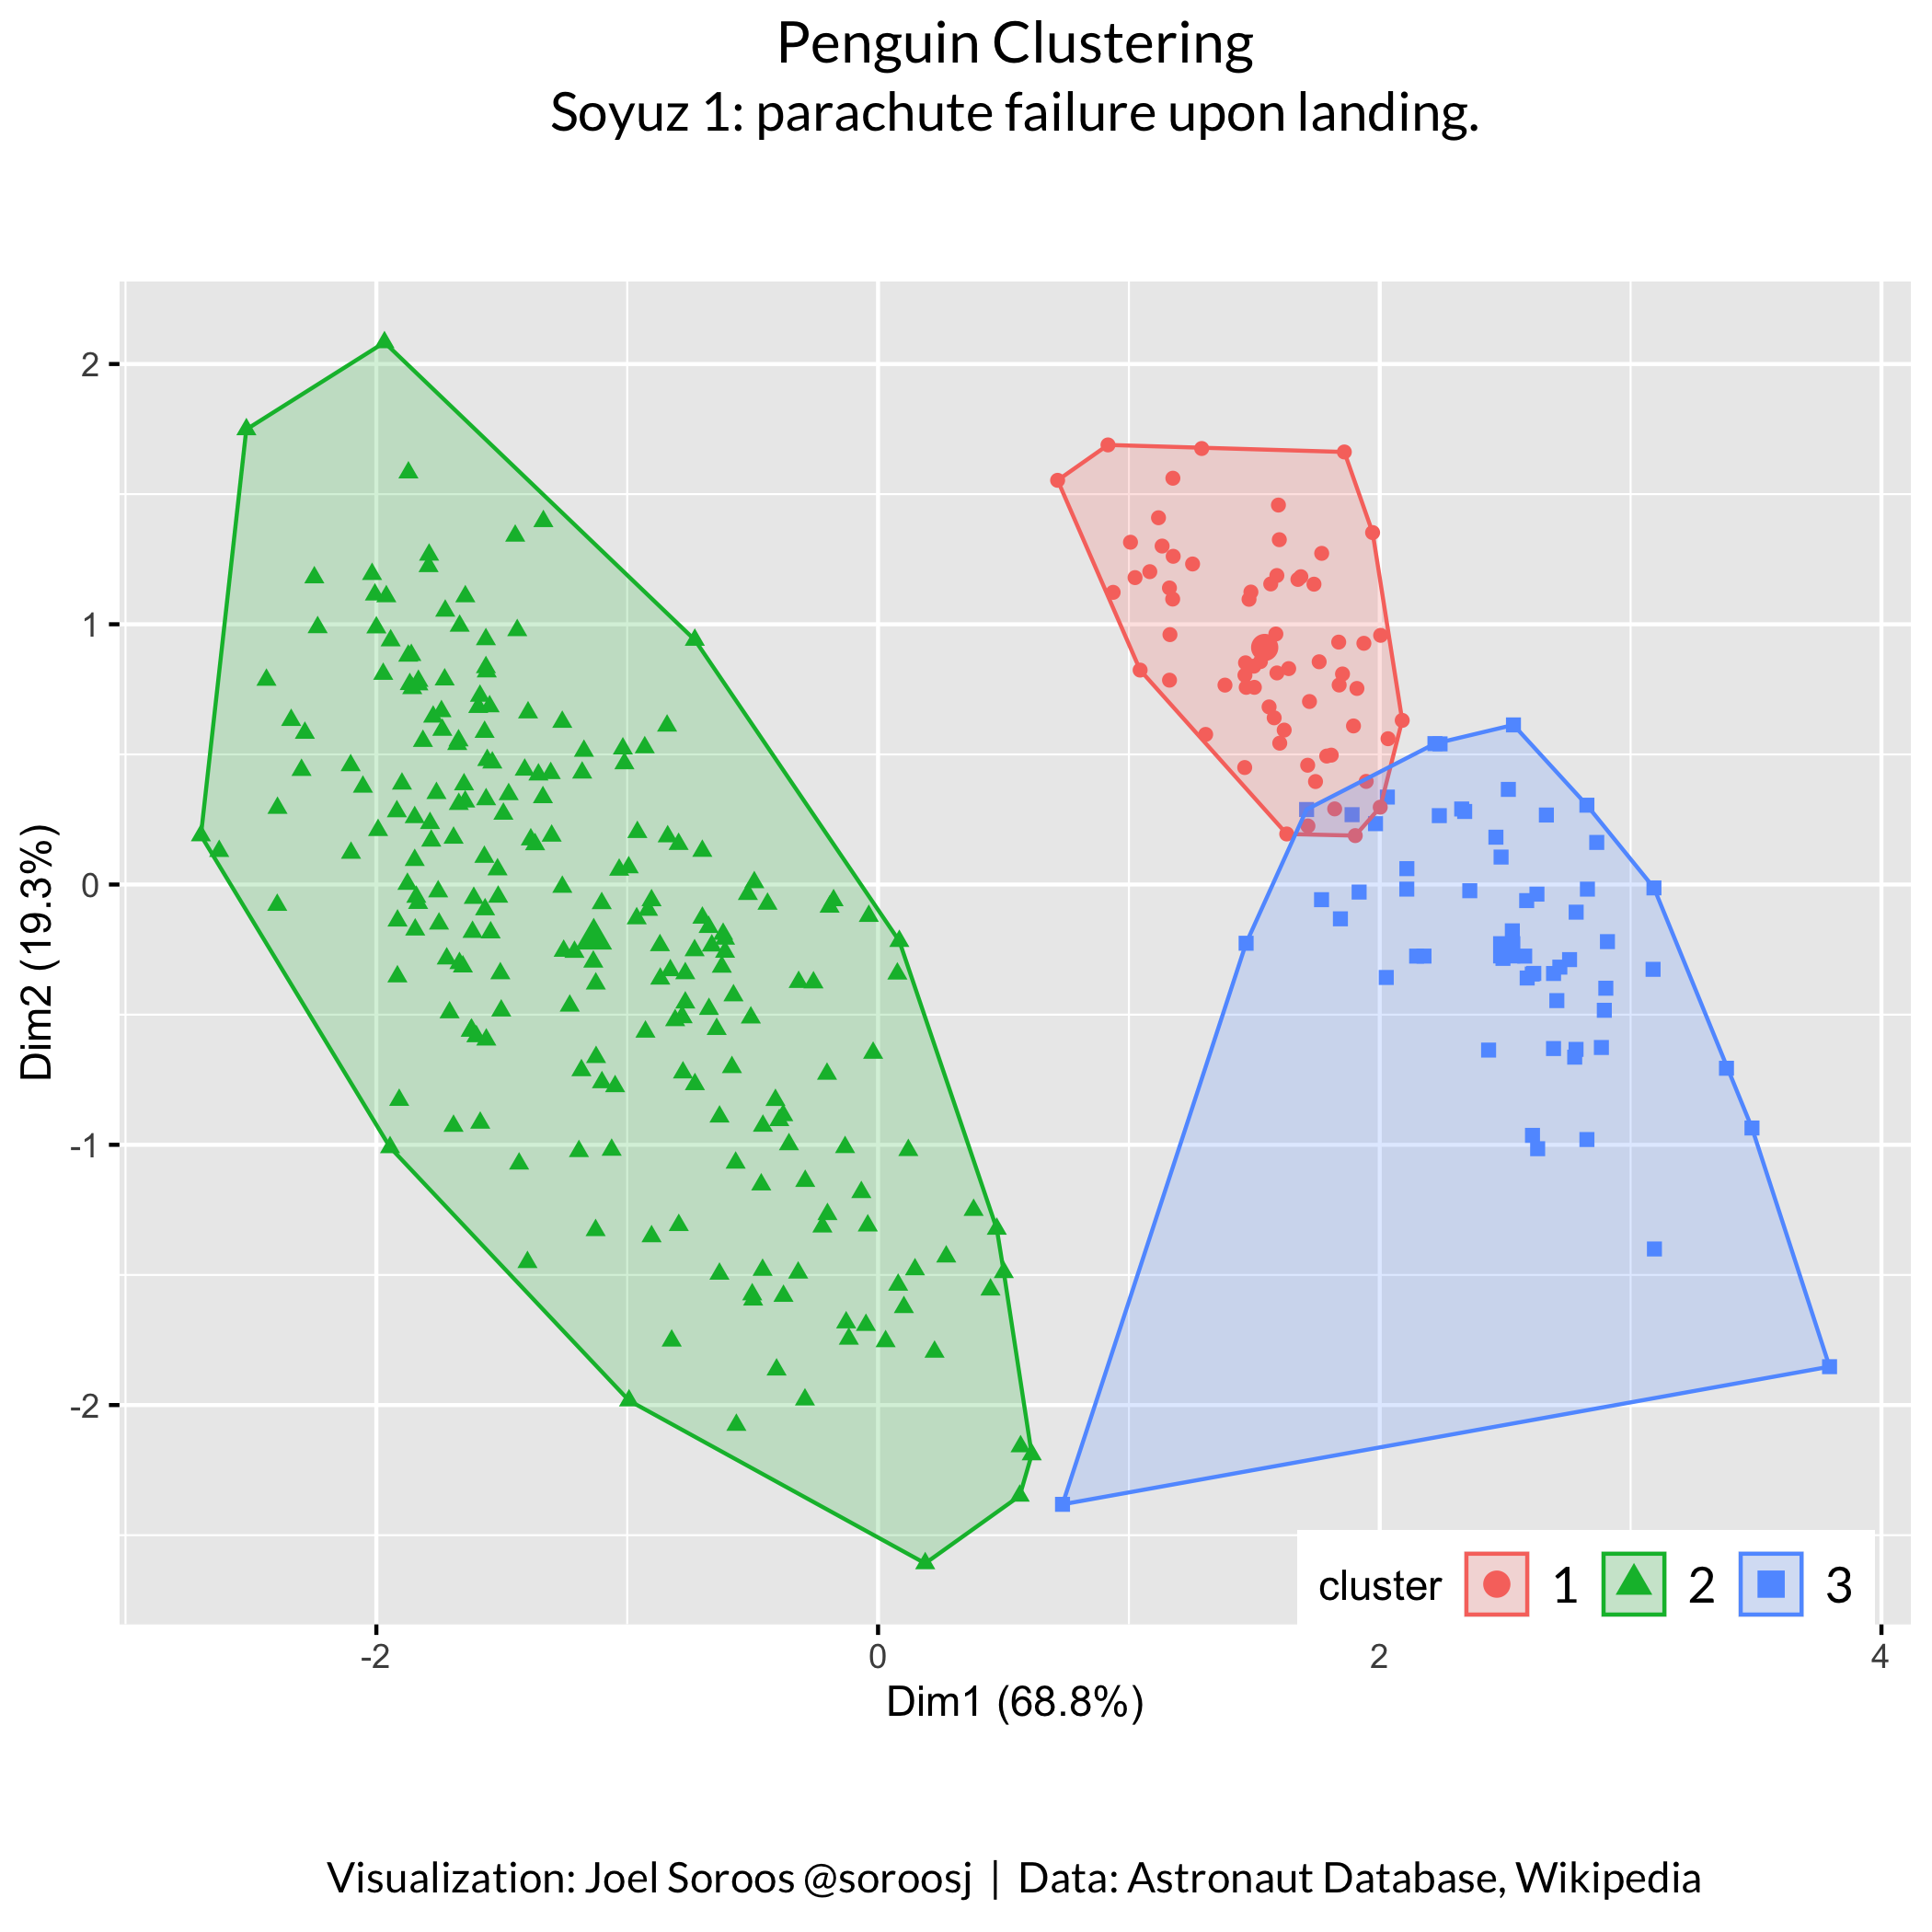 Penguin Clustering
Soyuz 1: parachute failure upon landing.
2
1
0
-1
-2
Dim2 (19.3%)
cluster 1 2 3
-2 0 2 4
Dim1 (68.8%)
Visualization: Joel Soroos @soroosj | Data: Astronaut Database, Wikipedia